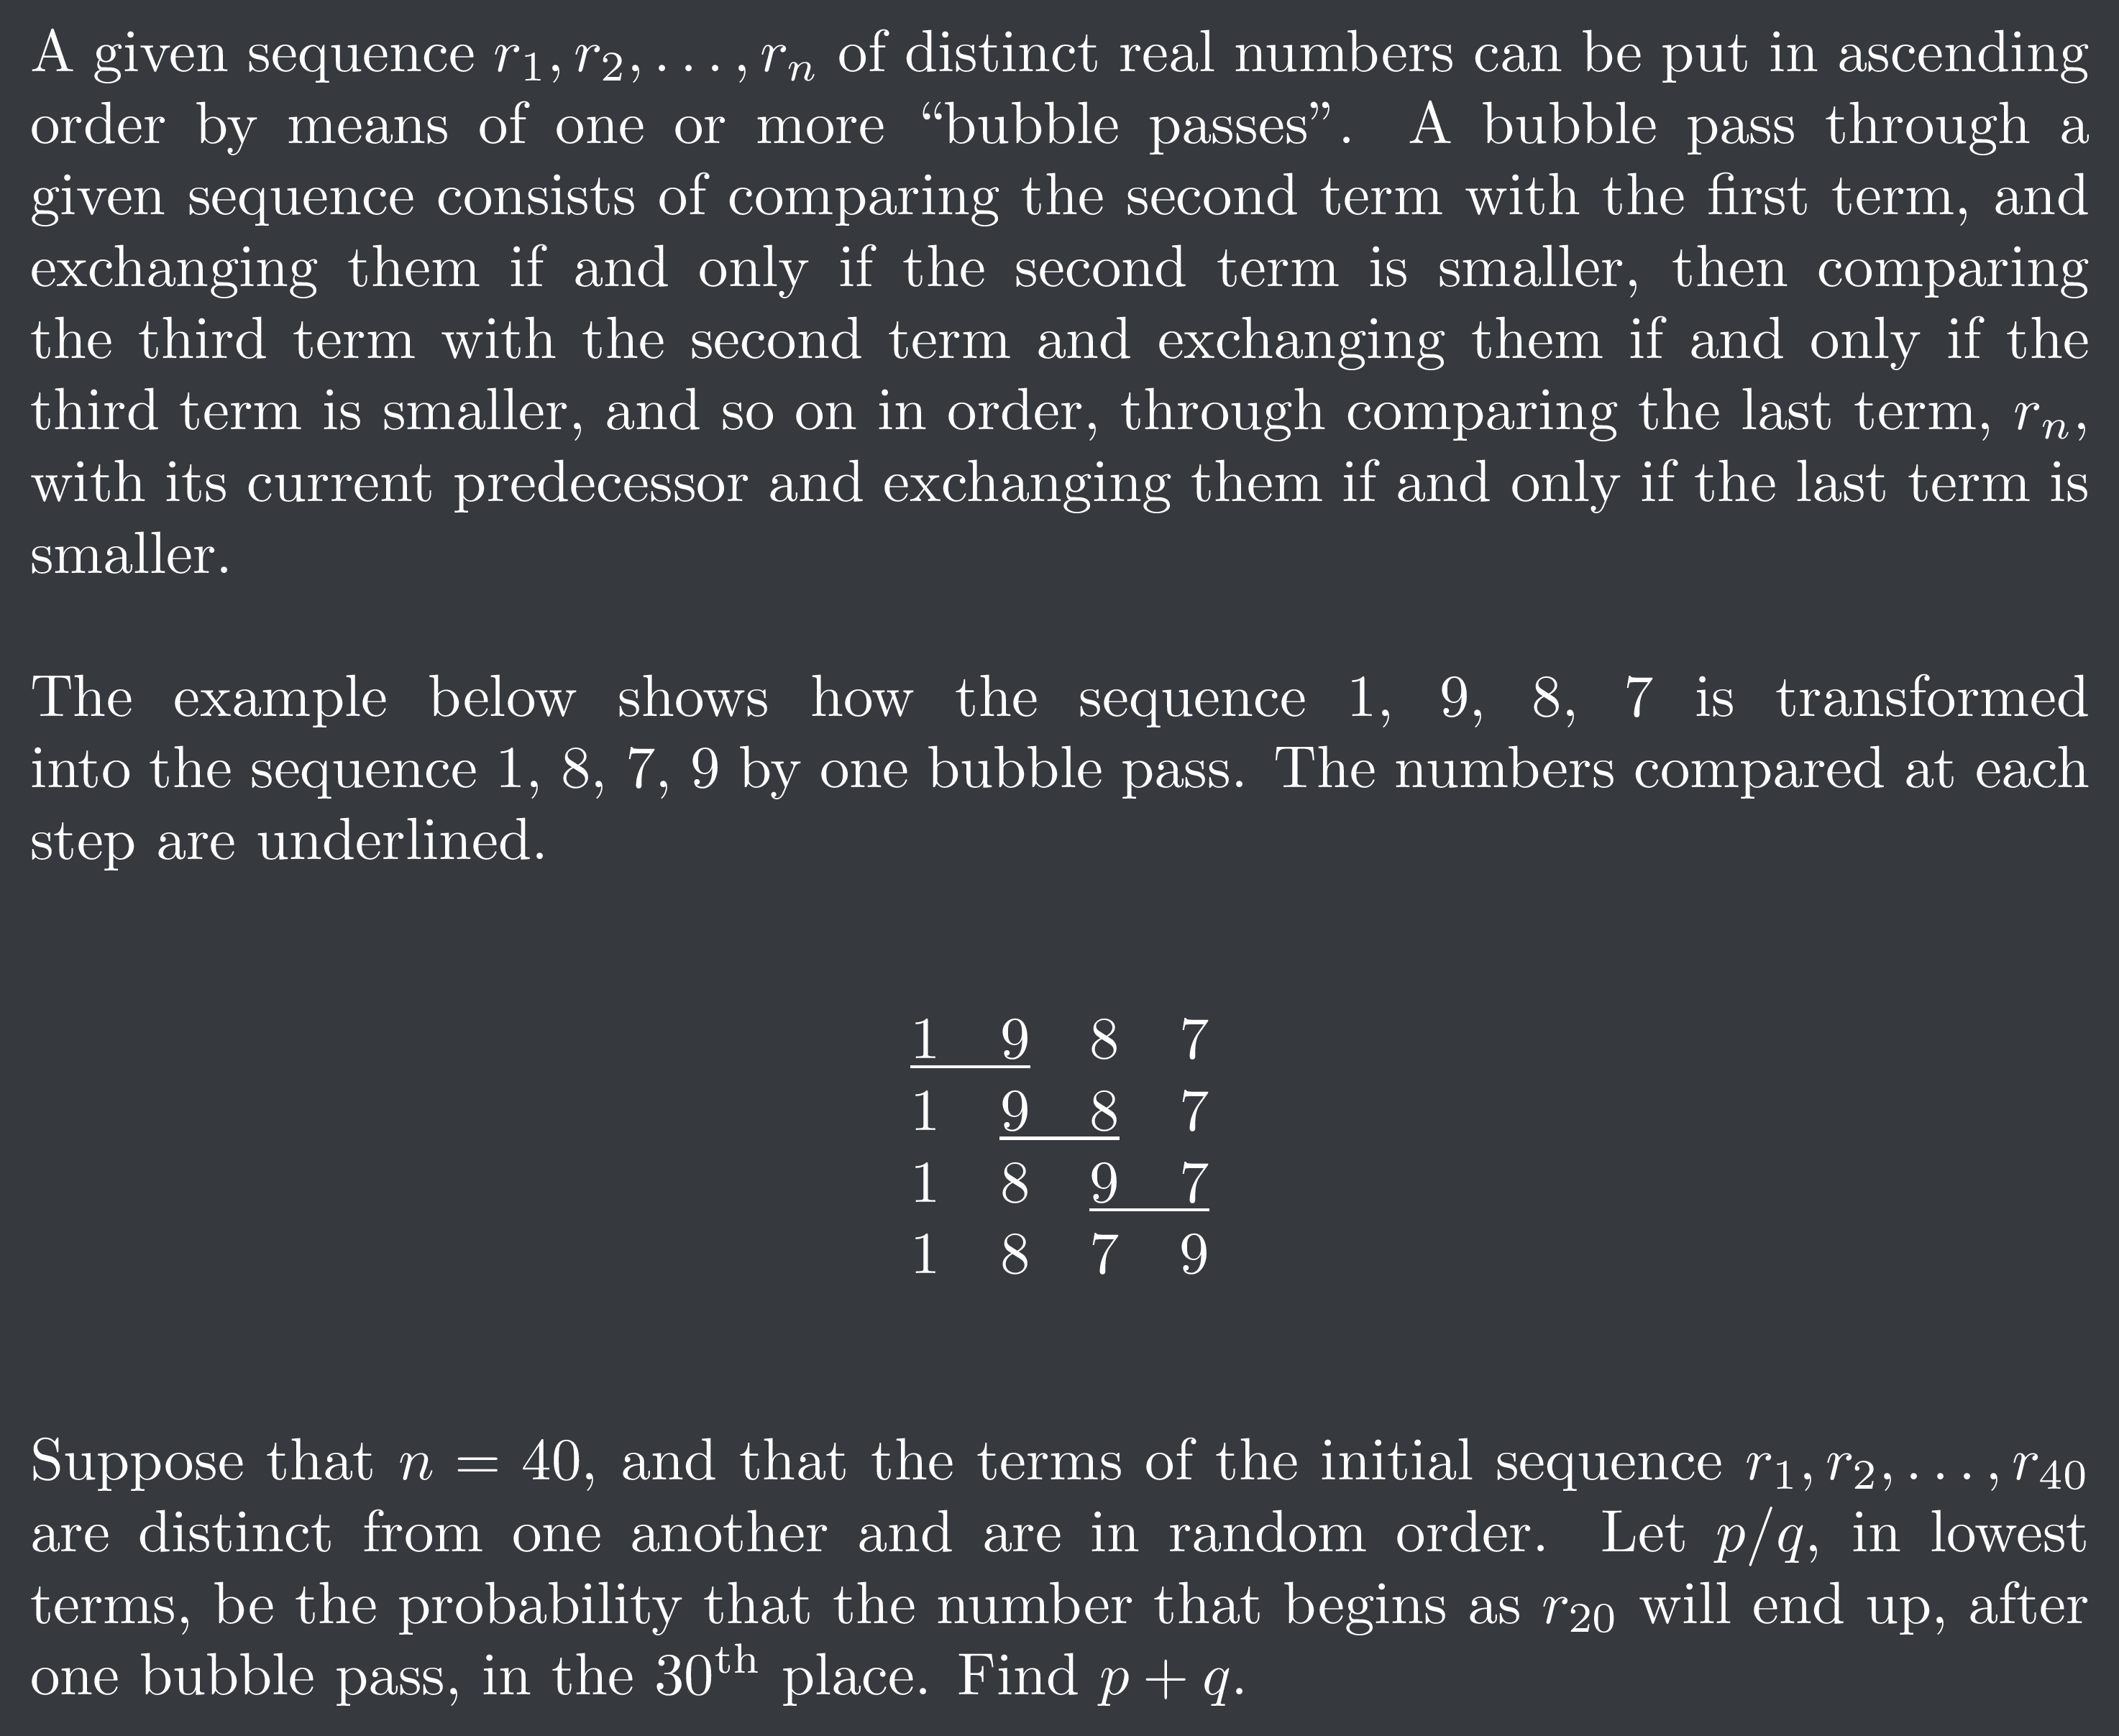 A given sequence r₁, r₂, . . . , rₙ of distinct real numbers can be put in ascending
order by means of one or more “bubble passes”. A bubble pass through a
given sequence consists of comparing the second term with the first term, and
exchanging them if and only if the second term is smaller, then comparing
the third term with the second term and exchanging them if and only if the
third term is smaller, and so on in order, through comparing the last term, rₙ,
with its current predecessor and exchanging them if and only if the last term is
smaller.
The example below shows how the sequence 1, 9, 8, 7 is transformed
into the sequence 1, 8, 7, 9 by one bubble pass. The numbers compared at each
step are underlined.
1 9 8 7
1 9 8 7
1 8 9 7
1 8 7 9
Suppose that n = 40, and that the terms of the initial sequence r₁, r₂, . . . , r₄₀
are distinct from one another and are in random order. Let p/q, in lowest
terms, be the probability that the number that begins as r₂₀ will end up, after
one bubble pass, in the 30ᵗʰ place. Find p + q.